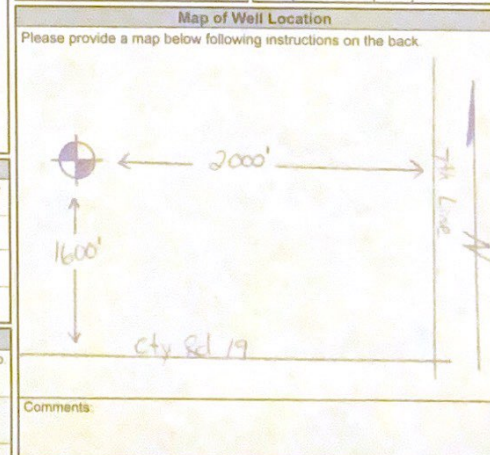 Map of Well Location
Please provide a map below following instructions on the back.
2000'
7th Line
N
1600'
Cty Rd 19
Comments: